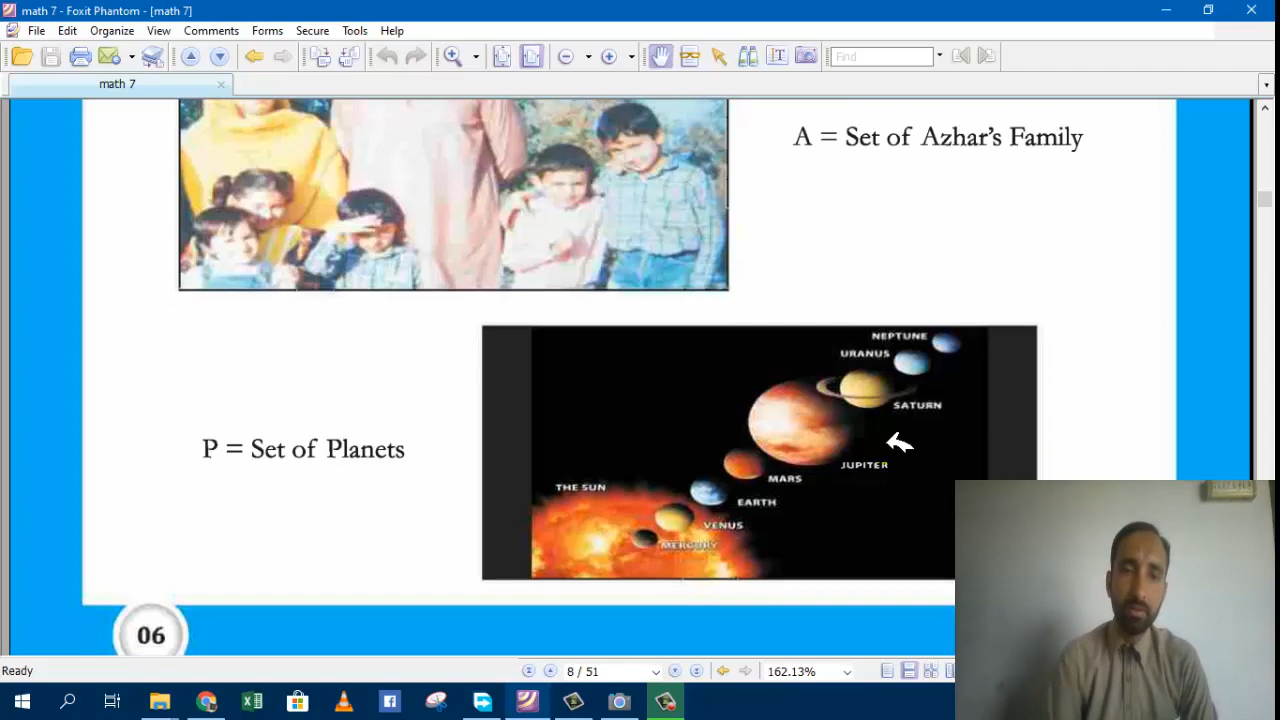 math 7 - Foxit Phantom - [math 7]
File Edit Organize View Comments Forms Secure Tools Help
Find
math 7
A = Set of Azhar's Family
NEPTUNE
URANUS
SATURN
P = Set of Planets
JUPITER
MARS
THE SUN
EARTH
VENUS
MERCURY
06
Ready
8 / 51
162.13%